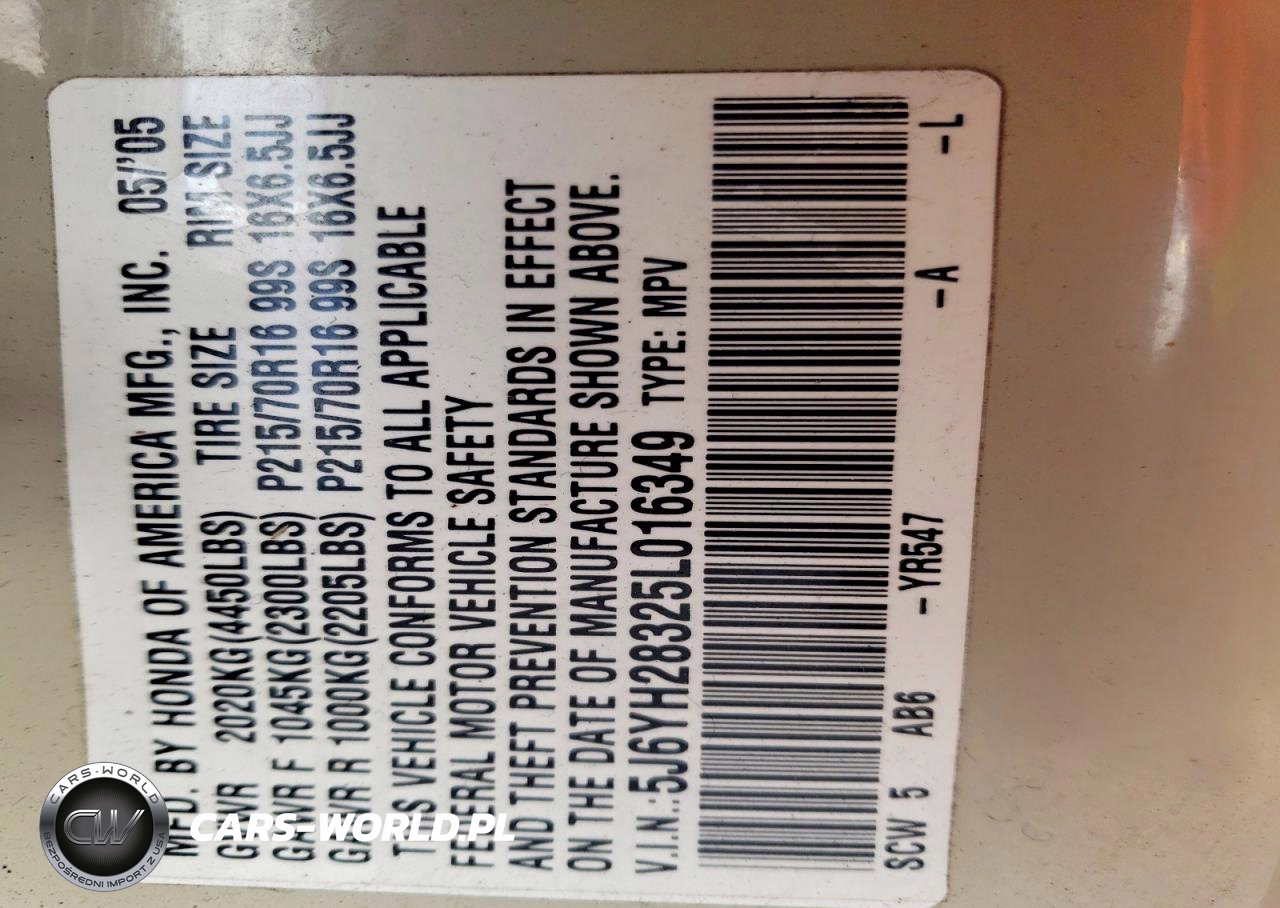 MFD. BY HONDA OF AMERICA MFG., INC. 05/'05
GVWR 2020KG(4450LBS) TIRE SIZE RIM SIZE
GAWR F 1045KG(2300LBS) P215/70R16 99S 16X6.5JJ
GAWR R 1000KG(2205LBS) P215/70R16 99S 16X6.5JJ
THIS VEHICLE CONFORMS TO ALL APPLICABLE
FEDERAL MOTOR VEHICLE SAFETY
AND THEFT PREVENTION STANDARDS IN EFFECT
ON THE DATE OF MANUFACTURE SHOWN ABOVE.
V.I.N.:5J6YH28325L016349 TYPE: MPV
SCW 5 AB6 -YR547 -A -L
CARS-WORLD
CW
BEZPOŚREDNI IMPORT Z USA
CARS-WORLD.PL